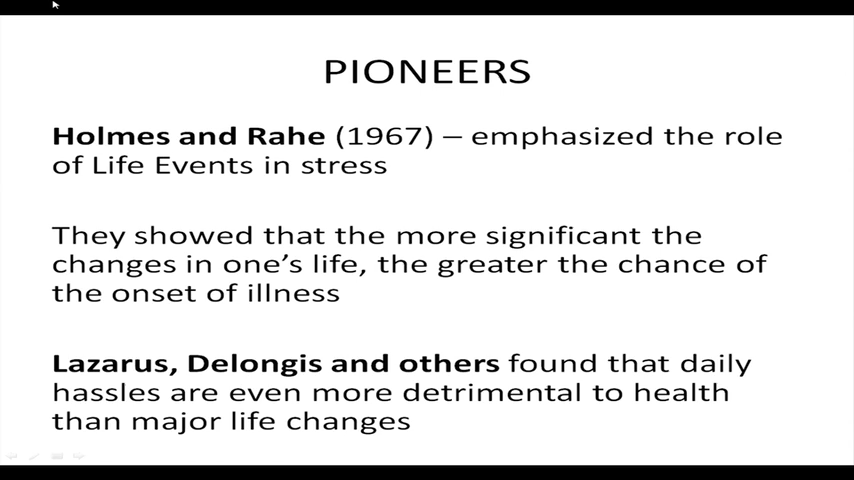 PIONEERS
Holmes and Rahe (1967) – emphasized the role
of Life Events in stress
They showed that the more significant the
changes in one’s life, the greater the chance of
the onset of illness
Lazarus, Delongis and others found that daily
hassles are even more detrimental to health
than major life changes